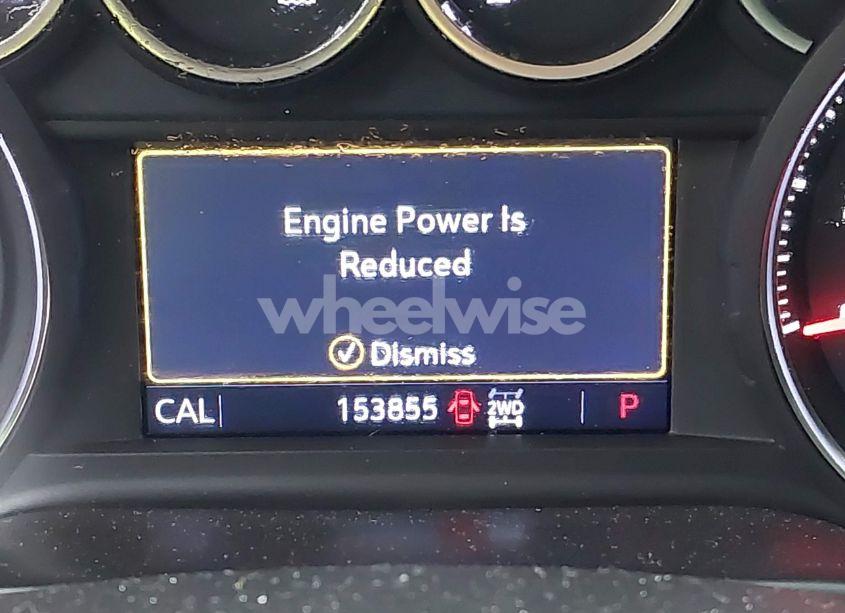 Engine Power Is
Reduced
wheelwise
Dismiss
CAL 153855 2WD P